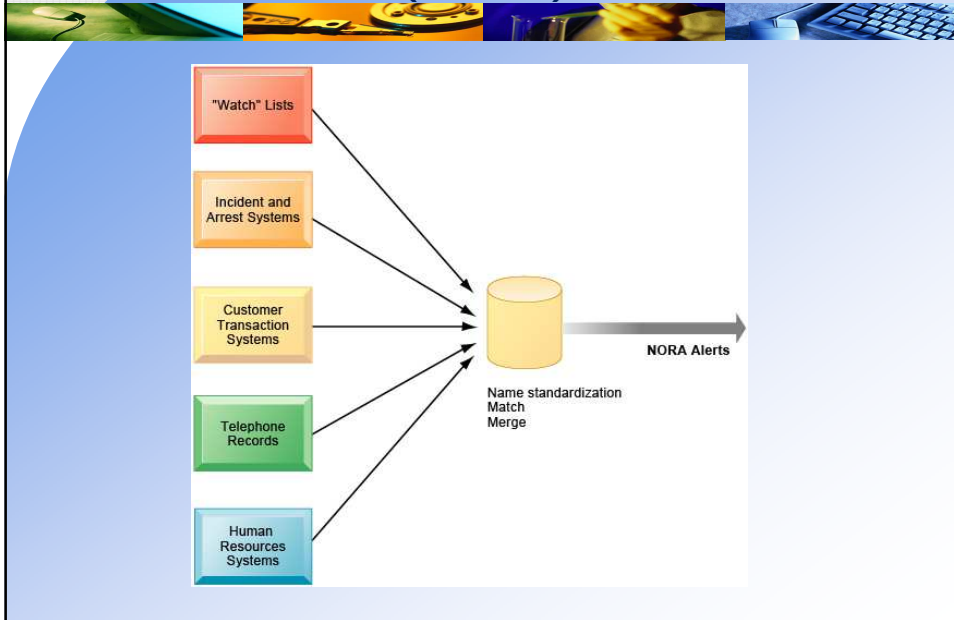 "Watch" Lists
Incident and
Arrest Systems
Customer
Transaction
Systems
NORA Alerts
Name standardization
Match
Merge
Telephone
Records
Human
Resources
Systems